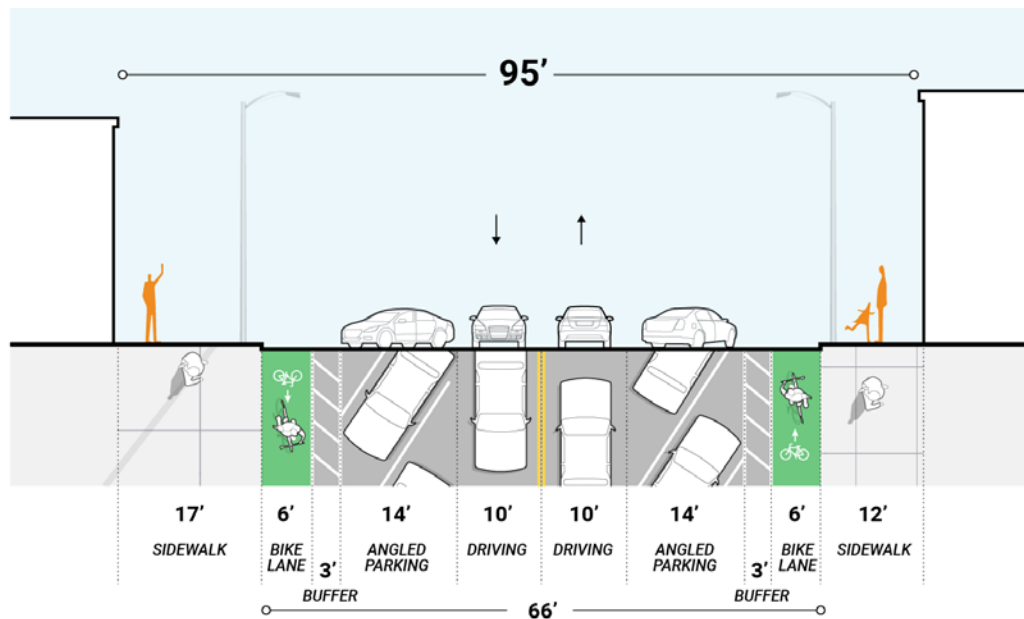 95’
17’
6’
14’
10’
10’
14’
6’
12’
SIDEWALK
BIKE
LANE
3’
BUFFER
ANGLED
PARKING
DRIVING
DRIVING
ANGLED
PARKING
3’
BUFFER
BIKE
LANE
SIDEWALK
66’